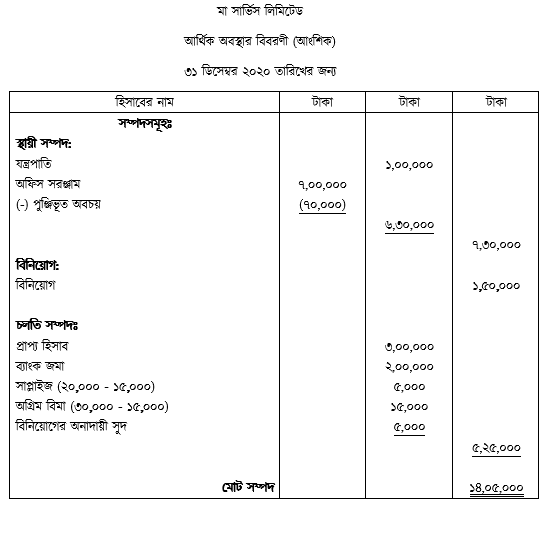 মা সার্ভিস লিমিটেড
আর্থিক অবস্থার বিবরণী (আংশিক)
৩১ ডিসেম্বর ২০২০ তারিখের জন্য
হিসাবের নাম টাকা টাকা টাকা
সম্পদসমূহঃ
স্থায়ী সম্পদ:
যন্ত্রপাতি ১,০০,০০০
অফিস সরঞ্জাম ৭,০০,০০০
(-) পুঞ্জিভূত অবচয় (৭০,০০০)
৬,৩০,০০০
৭,৩০,০০০
বিনিয়োগ:
বিনিয়োগ ১,৫০,০০০
চলতি সম্পদঃ
প্রাপ্য হিসাব ৩,০০,০০০
ব্যাংক জমা ২,০০,০০০
সাপ্লাইজ (২০,০০০ - ১৫,০০০) ৫,০০০
অগ্রিম বিমা (৩০,০০০ - ১৫,০০০) ১৫,০০০
বিনিয়োগের অনাদায়ী সুদ ৫,০০০
৫,২৫,০০০
মোট সম্পদ ১৪,০৫,০০০